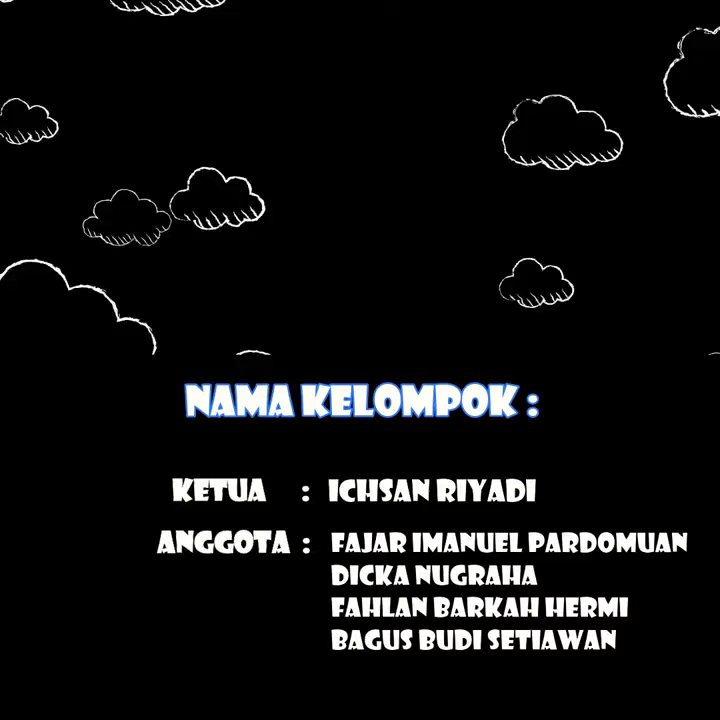 NAMA KELOMPOK :
KETUA : ICHSAN RIYADI
ANGGOTA : FAJAR IMANUEL PARDOMUAN
DICKA NUGRAHA
FAHLAN BARKAH HERMI
BAGUS BUDI SETIAWAN